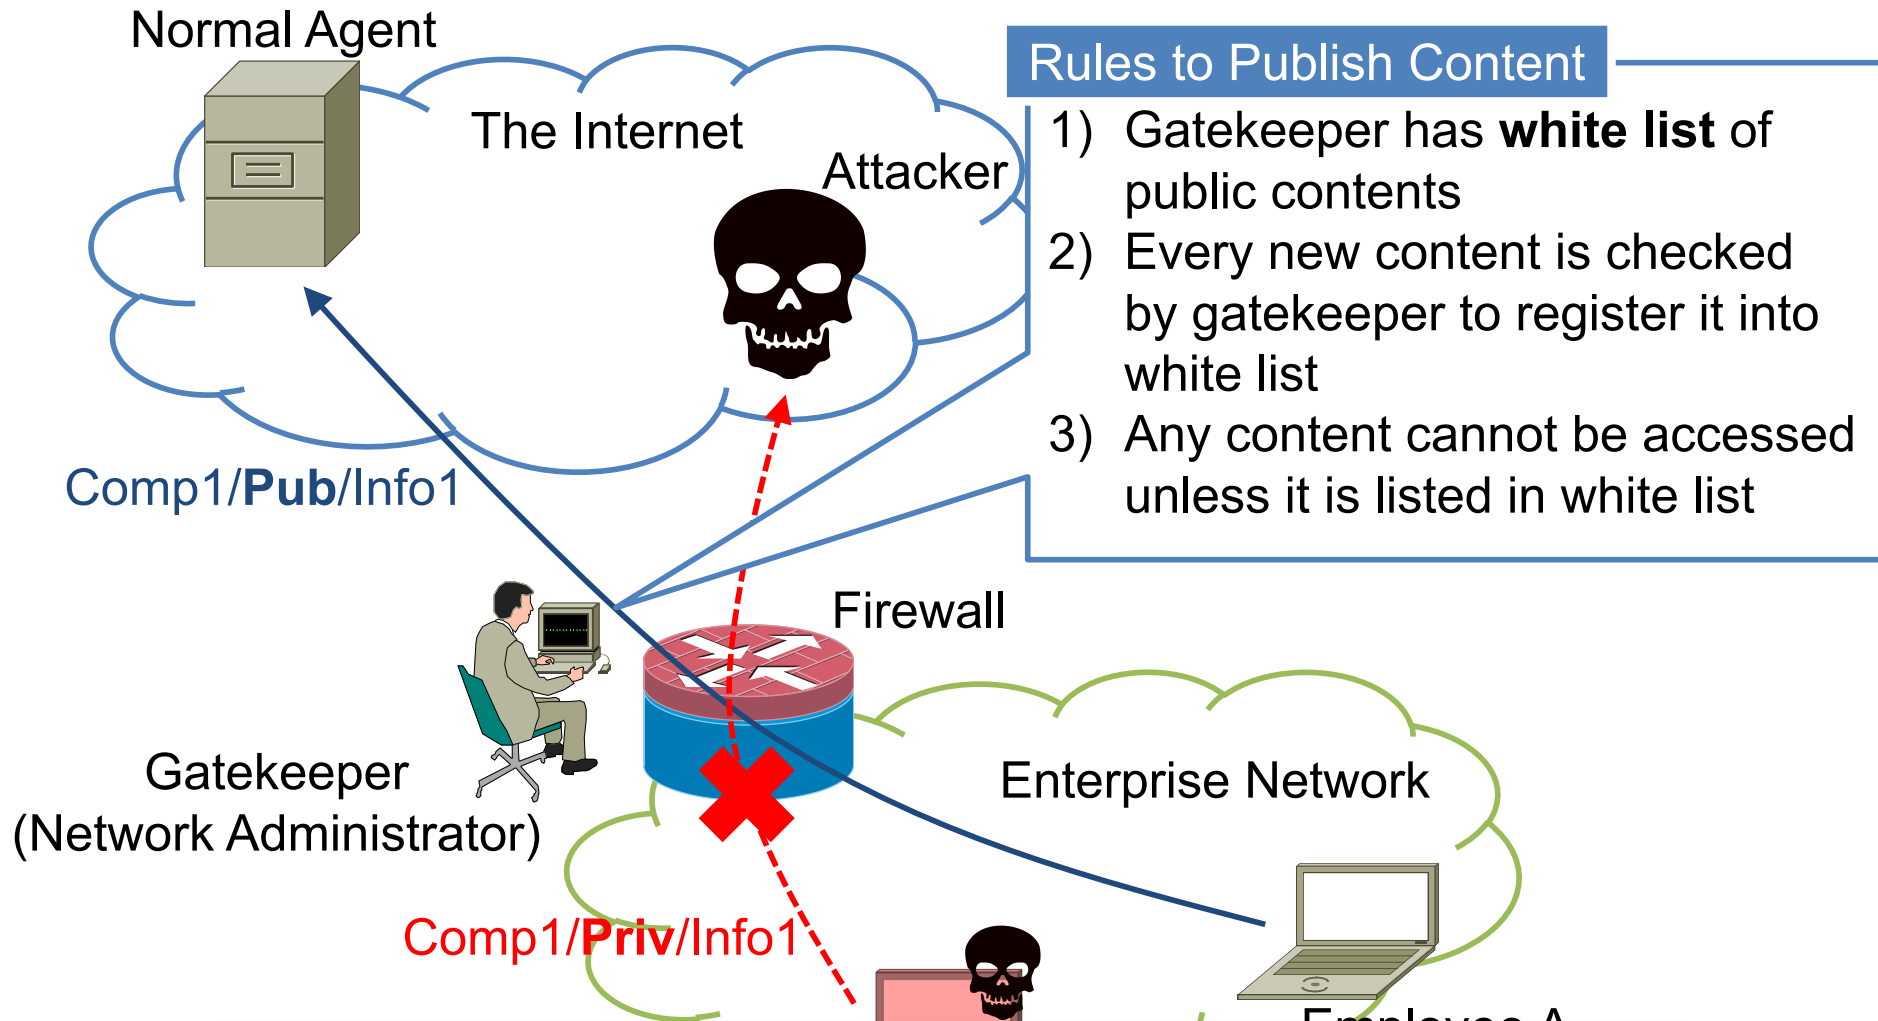 Normal Agent
The Internet
Attacker
Rules to Publish Content
1) Gatekeeper has white list of
public contents
2) Every new content is checked
by gatekeeper to register it into
white list
3) Any content cannot be accessed
unless it is listed in white list
Comp1/Pub/Info1
Firewall
Gatekeeper
(Network Administrator)
Enterprise Network
Comp1/Priv/Info1
Employee A